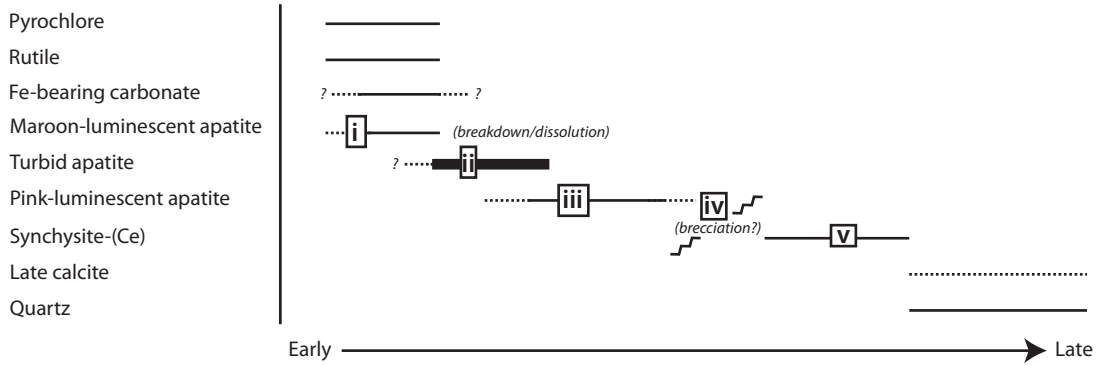 Pyrochlore
Rutile
Fe-bearing carbonate ? ?
Maroon-luminescent apatite i (breakdown/dissolution)
Turbid apatite ? ii
Pink-luminescent apatite iii iv
(brecciation?)
Synchysite-(Ce) v
Late calcite
Quartz
Early Late